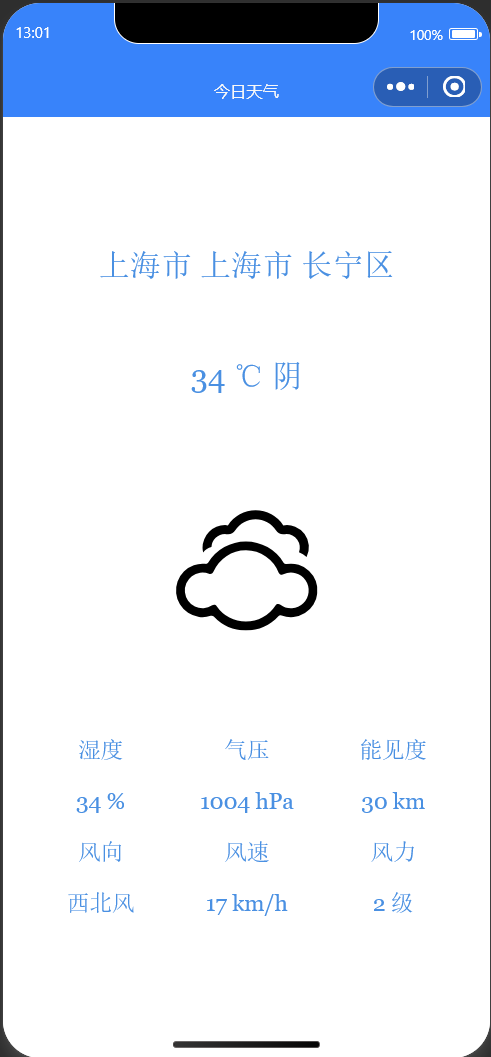 13:01 100%
今日天气
上海市 上海市 长宁区
34 ℃ 阴
湿度 气压 能见度
34 % 1004 hPa 30 km
风向 风速 风力
西北风 17 km/h 2 级